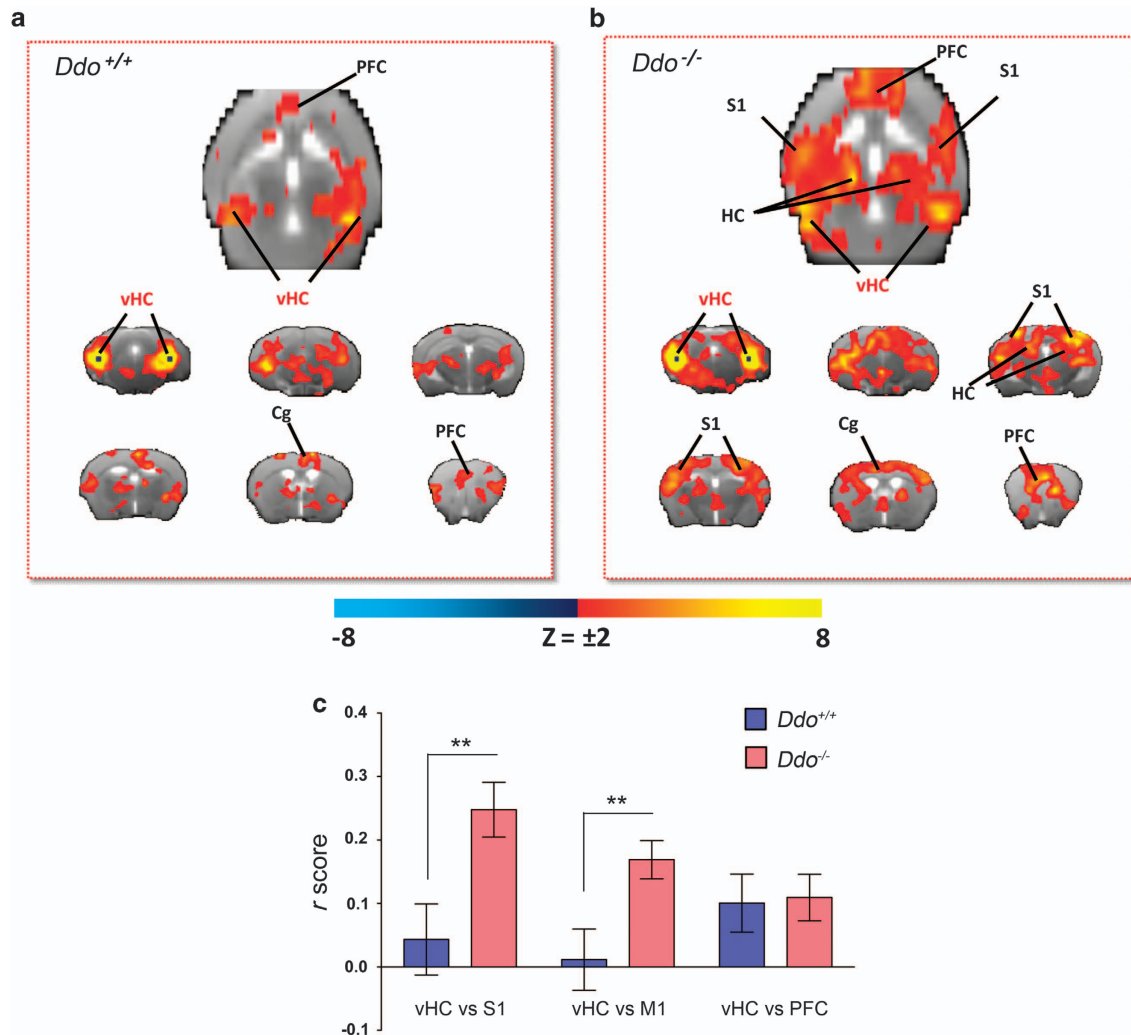 a
Ddo+/+
PFC
vHC
vHC
Cg
PFC
b
Ddo-/-
PFC
S1
S1
HC
vHC
vHC
S1
HC
S1
Cg
PFC
-8
Z = ±2
8
c
Ddo+/+
Ddo-/-
**
**
r score
0.4
0.3
0.2
0.1
0.0
-0.1
vHC vs S1
vHC vs M1
vHC vs PFC